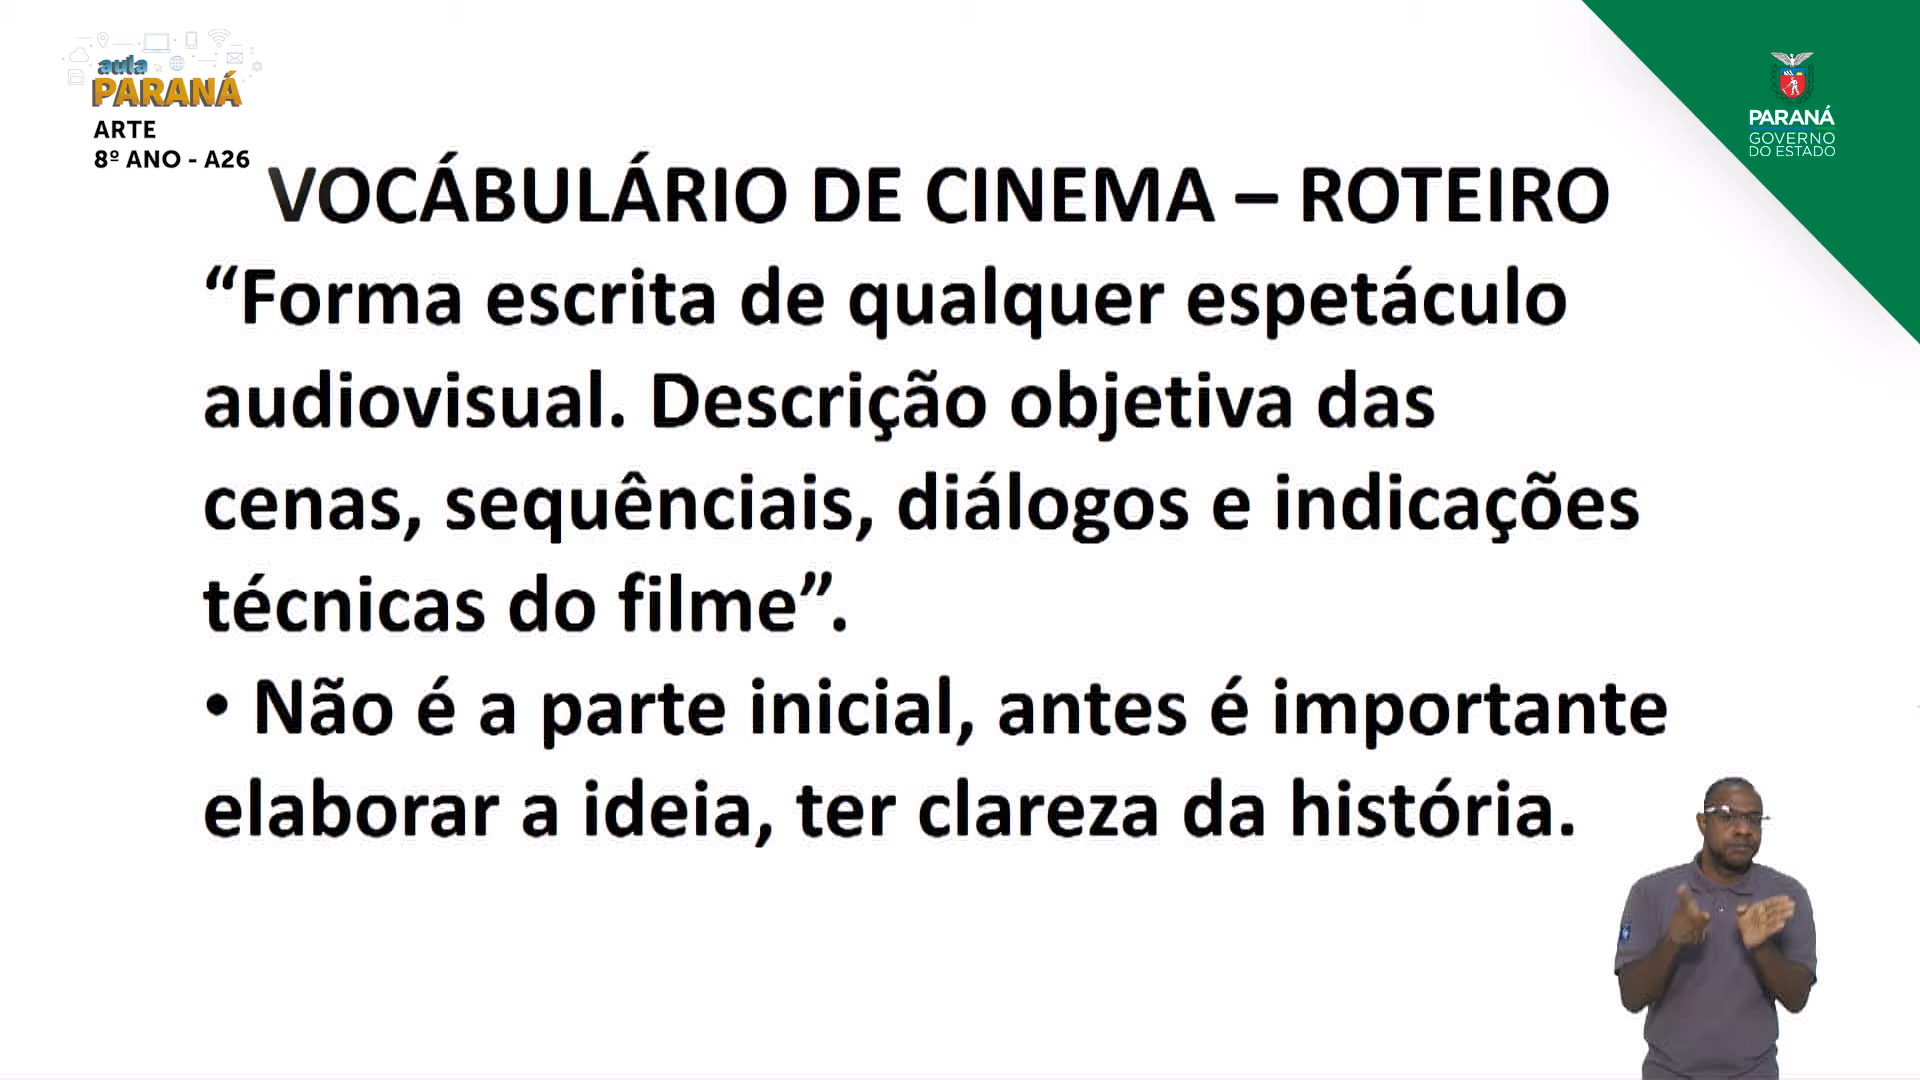 aula
PARANÁ
ARTE
8º ANO - A26
PARANÁ
GOVERNO
DO ESTADO
VOCÁBULÁRIO DE CINEMA – ROTEIRO
“Forma escrita de qualquer espetáculo
audiovisual. Descrição objetiva das
cenas, sequênciais, diálogos e indicações
técnicas do filme”.
• Não é a parte inicial, antes é importante
elaborar a ideia, ter clareza da história.